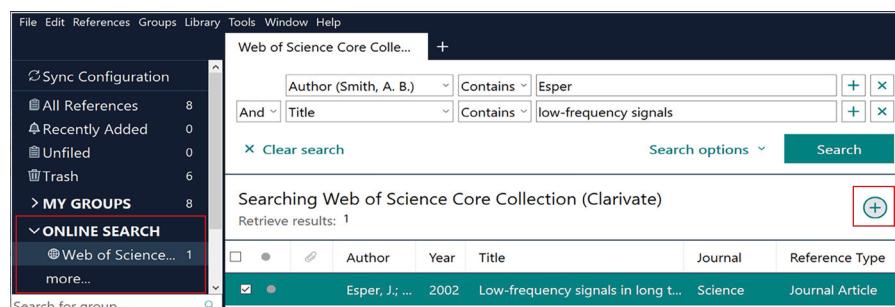 File Edit References Groups Library Tools Window Help
Web of Science Core Colle...
Sync Configuration
All References 8
Recently Added 0
Unfiled 0
Trash 6
MY GROUPS 8
ONLINE SEARCH
Web of Science... 1
more...
Search for group
Author (Smith, A. B.) Contains Esper
And Title Contains low-frequency signals
Clear search Search options Search
Searching Web of Science Core Collection (Clarivate)
Retrieve results: 1
Author Year Title Journal Reference Type
Esper, J.; ... 2002 Low-frequency signals in long t... Science Journal Article